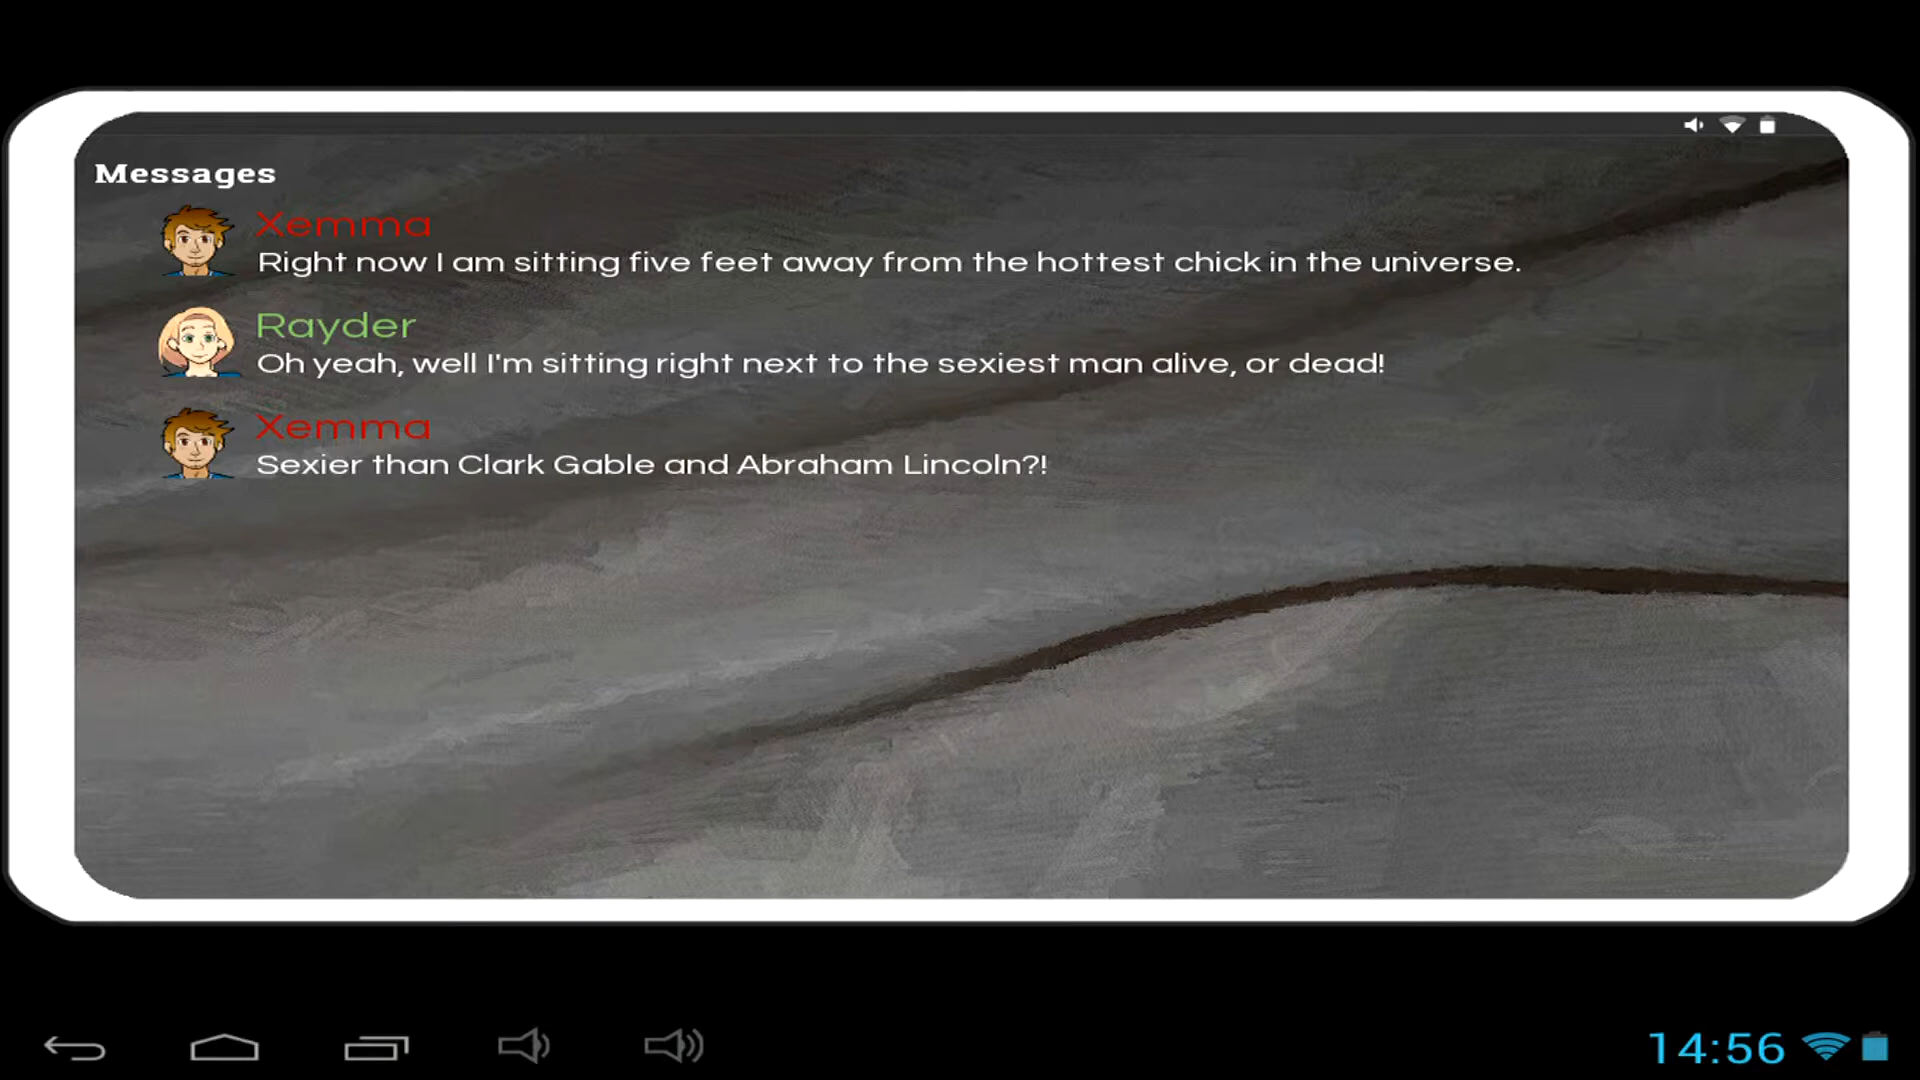 Messages
Xemma
Right now I am sitting five feet away from the hottest chick in the universe.
Rayder
Oh yeah, well I'm sitting right next to the sexiest man alive, or dead!
Xemma
Sexier than Clark Gable and Abraham Lincoln?!
14:56